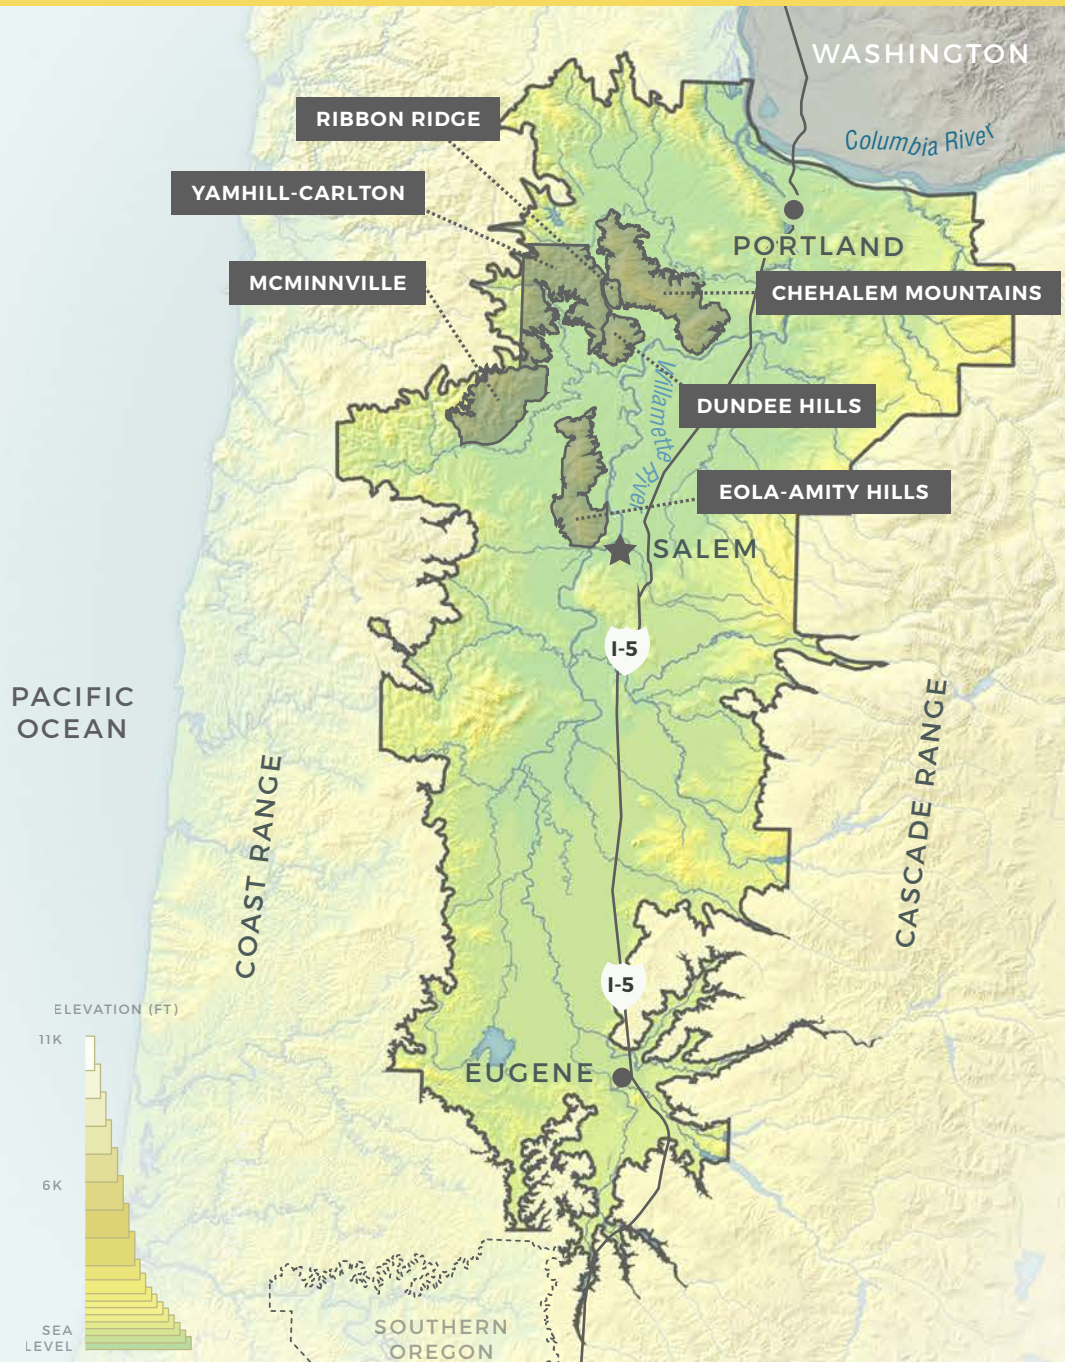 WASHINGTON
Columbia River
RIBBON RIDGE
YAMHILL-CARLTON
PORTLAND
MCMINNVILLE
CHEHALEM MOUNTAINS
Willamette River
DUNDEE HILLS
EOLA-AMITY HILLS
SALEM
I-5
PACIFIC
OCEAN
COAST RANGE
CASCADE RANGE
I-5
EUGENE
ELEVATION (FT)
11K
6K
SEA
LEVEL
SOUTHERN
OREGON